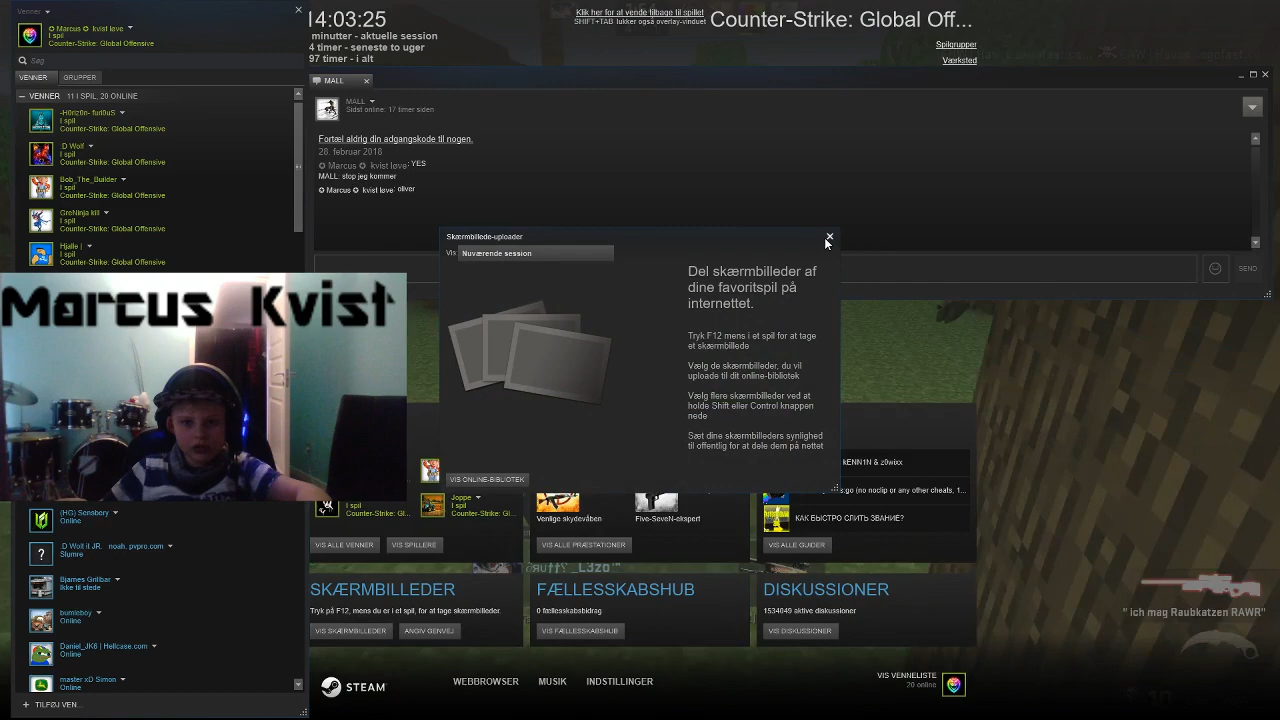 Venner
✪ Marcus ✪ kvist løve
I spil
Counter-Strike: Global Offensive
Søg
VENNER GRUPPER
VENNER 11 I SPIL, 20 ONLINE
-H0riz0n- furi0uS
I spil
Counter-Strike: Global Offensive
:D Wolf
I spil
Counter-Strike: Global Offensive
Bob_The_Builder
I spil
Counter-Strike: Global Offensive
GreNinja kill
I spil
Counter-Strike: Global Offensive
Hjalle |
I spil
Counter-Strike: Global Offensive
14:03:25
minutter - aktuelle session
4 timer - seneste to uger
97 timer - i alt
Klik her for at vende tilbage til spillet
SHIFT+TAB lukker også overlay-vinduet
Counter-Strike: Global Off...
Spilgrupper
Værksted
MALL
MALL
Sidst online: 17 timer siden
Fortæl aldrig din adgangskode til nogen.
28. februar 2018
✪ Marcus ✪ kvist løve: YES
MALL: stop jeg kommer
✪ Marcus ✪ kvist løve: oliver
SEND
Skærmbillede-uploader
Vis Nuværende session
Del skærmbilleder af
dine favoritspil på
internettet.
Tryk F12 mens i et spil for at tage
et skærmbillede
Vælg de skærmbilleder, du vil
uploade til dit online-bibliotek
Vælg flere skærmbilleder ved at
holde Shift eller Control knappen
nede
Sæt dine skærmbilleders synlighed
til offentlig for at dele dem på nettet
VIS ONLINE-BIBLIOTEK
Marcus Kvist
(HG) Sensbory
Online
:D Wolf it JR. noah. pvpro.com
Slumre
Bjarnes Grillbar
Ikke til stede
bumleboy
Online
Daniel_JK6 | Hellcase.com
Online
master xD Simon
Online
TILFØJ VEN...
I spil
Counter-Strike: Gl...
Joppe
I spil
Counter-Strike: Gl...
VIS ALLE VENNER VIS SPILLERE
Venlige skydevåben
Five-SeveN-ekspert
VIS ALLE PRÆSTATIONER
kENN1N & z0wixx
go (no noclip or any other cheats, 1...
КАК БЫСТРО СЛИТЬ ЗВАНИЕ?
VIS ALLE GUIDER
SKÆRMBILLEDER
Tryk på F12, mens du er i et spil, for at tage skærmbilleder.
VIS SKÆRMBILLEDER ANGIV GENVEJ
FÆLLESSKABSHUB
0 fællesskabsbidrag
VIS FÆLLESSKABSHUB
DISKUSSIONER
1534049 aktive diskussioner
VIS DISKUSSIONER
" ich mag Raubkatzen RAWR"
STEAM
WEBBROWSER MUSIK INDSTILLINGER
VIS VENNELISTE
20 online